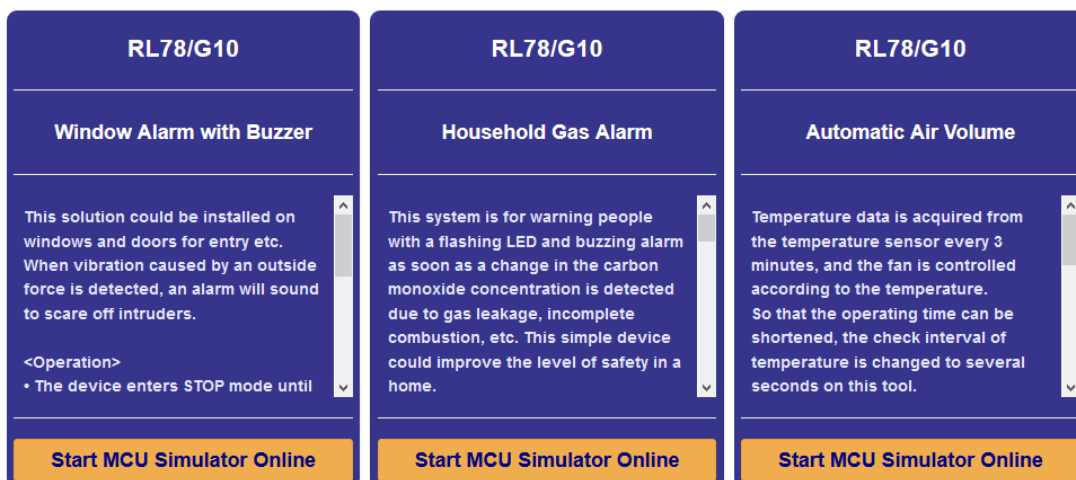 RL78/G10
Window Alarm with Buzzer
This solution could be installed on
windows and doors for entry etc.
When vibration caused by an outside
force is detected, an alarm will sound
to scare off intruders.
<Operation>
• The device enters STOP mode until
Start MCU Simulator Online
RL78/G10
Household Gas Alarm
This system is for warning people
with a flashing LED and buzzing alarm
as soon as a change in the carbon
monoxide concentration is detected
due to gas leakage, incomplete
combustion, etc. This simple device
could improve the level of safety in a
home.
Start MCU Simulator Online
RL78/G10
Automatic Air Volume
Temperature data is acquired from
the temperature sensor every 3
minutes, and the fan is controlled
according to the temperature.
So that the operating time can be
shortened, the check interval of
temperature is changed to several
seconds on this tool.
Start MCU Simulator Online